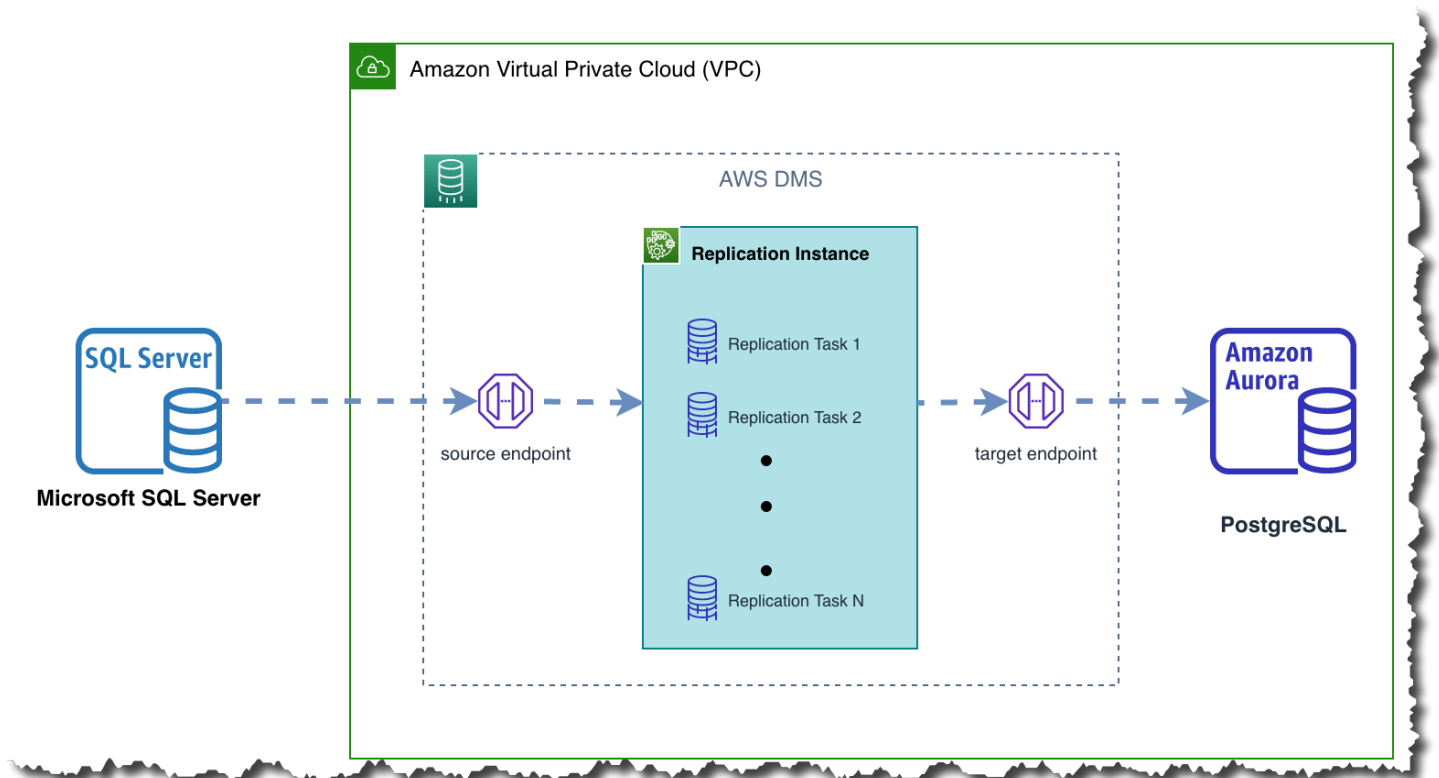 Amazon Virtual Private Cloud (VPC)
AWS DMS
Replication Instance
SQL Server
Microsoft SQL Server
source endpoint
Replication Task 1
Replication Task 2
Replication Task N
target endpoint
Amazon
Aurora
PostgreSQL